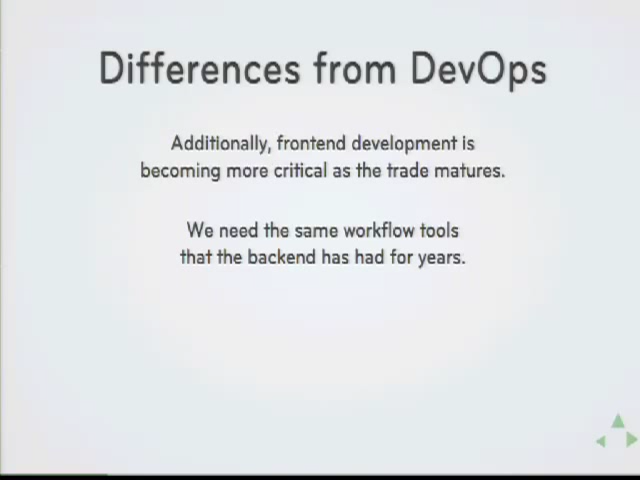 Differences from DevOps
Additionally, frontend development is
becoming more critical as the trade matures.
We need the same workflow tools
that the backend has had for years.